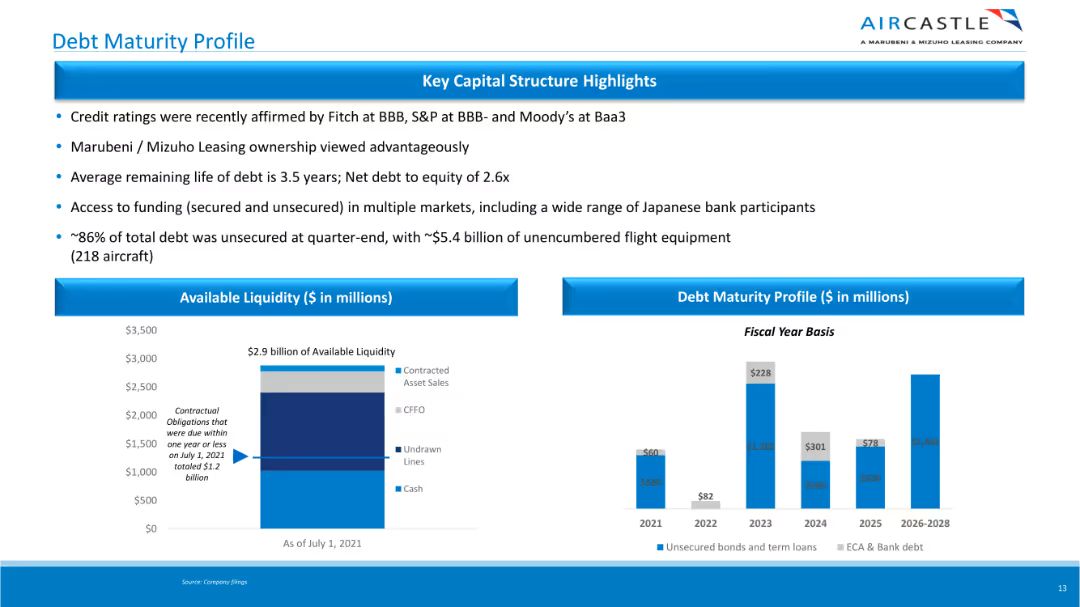 AIRCASTLE
A MARUBENI & MIZUHO LEASING COMPANY
Debt Maturity Profile
Key Capital Structure Highlights
• Credit ratings were recently affirmed by Fitch at BBB, S&P at BBB- and Moody's at Baa3
• Marubeni / Mizuho Leasing ownership viewed advantageously
• Average remaining life of debt is 3.5 years; Net debt to equity of 2.6x
• Access to funding (secured and unsecured) in multiple markets, including a wide range of Japanese bank participants
• ~86% of total debt was unsecured at quarter-end, with ~$5.4 billion of unencumbered flight equipment
(218 aircraft)
Available Liquidity ($ in millions)
$3,500
$3,000
$2,500
$2,000
$1,500
$1,000
$500
$0
$2.9 billion of Available Liquidity
Contractual
Obligations that
were due within
one year or less
on July 1, 2021
totaled $1.2
billion
Contracted
Asset Sales
CFFO
Undrawn
Lines
Cash
As of July 1, 2021
Debt Maturity Profile ($ in millions)
Fiscal Year Basis
$60
$82
$228
$301
$78
2021 2022 2023 2024 2025 2026-2028
Unsecured bonds and term loans ECA & Bank debt
Source: Company filings
13